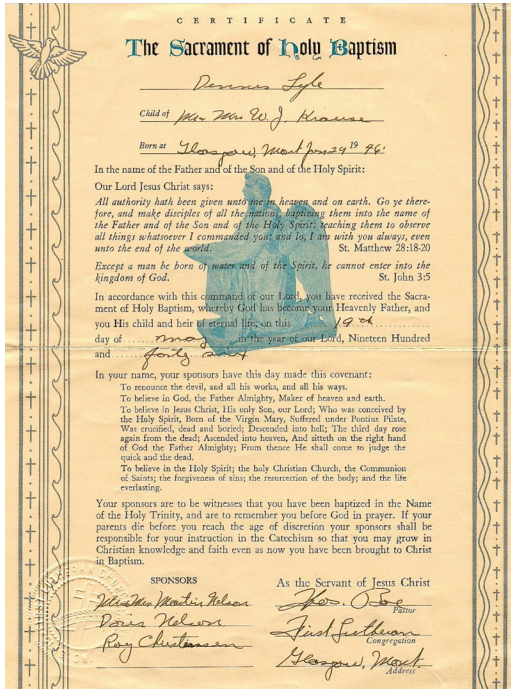 CERTIFICATE
The Sacrament of Holy Baptism
Dennis Lyle
Child of Mr Mrs W. J. Krause
Born at Glasgow, Mont Jan 29 19 46
In the name of the Father and of the Son and of the Holy Spirit:
Our Lord Jesus Christ says:
All authority hath been given unto me in heaven and on earth. Go ye there-
fore, and make disciples of all the nations, baptizing them into the name of
the Father and of the Son and of the Holy Spirit: teaching them to observe
all things whatsoever I commanded you: and lo, I am with you always, even
unto the end of the world. St. Matthew 28:18-20
Except a man be born of water and of the Spirit, he cannot enter into the
kingdom of God. St. John 3:5
In accordance with this command of our Lord, you have received the Sacra-
ment of Holy Baptism, whereby God has become your Heavenly Father, and
you His child and heir of eternal life, on this 19th
day of May in the year of our Lord, Nineteen Hundred
and forty six
In your name, your sponsors have this day made this covenant:
To renounce the devil, and all his works, and all his ways.
To believe in God, the Father Almighty, Maker of heaven and earth.
To believe in Jesus Christ, His only Son, our Lord; Who was conceived by
the Holy Spirit, Born of the Virgin Mary, Suffered under Pontius Pilate,
Was crucified, dead and buried; Descended into hell; The third day rose
again from the dead; Ascended into heaven, And sitteth on the right hand
of God the Father Almighty; From thence He shall come to judge the
quick and the dead.
To believe in the Holy Spirit; the holy Christian Church, the Communion
of Saints; the forgiveness of sins; the resurrection of the body; and the life
everlasting.
Your sponsors are to be witnesses that you have been baptized in the Name
of the Holy Trinity, and are to remember you before God in prayer. If your
parents die before you reach the age of discretion your sponsors shall be
responsible for your instruction in the Catechism so that you may grow in
Christian knowledge and faith even as now you have been brought to Christ
in Baptism.
SPONSORS
Mr & Mrs Martin Nelson
Doris Nelson
Roy Christensen
As the Servant of Jesus Christ
Thos. Boe
Pastor
First Lutheran
Congregation
Glasgow, Mont.
Address